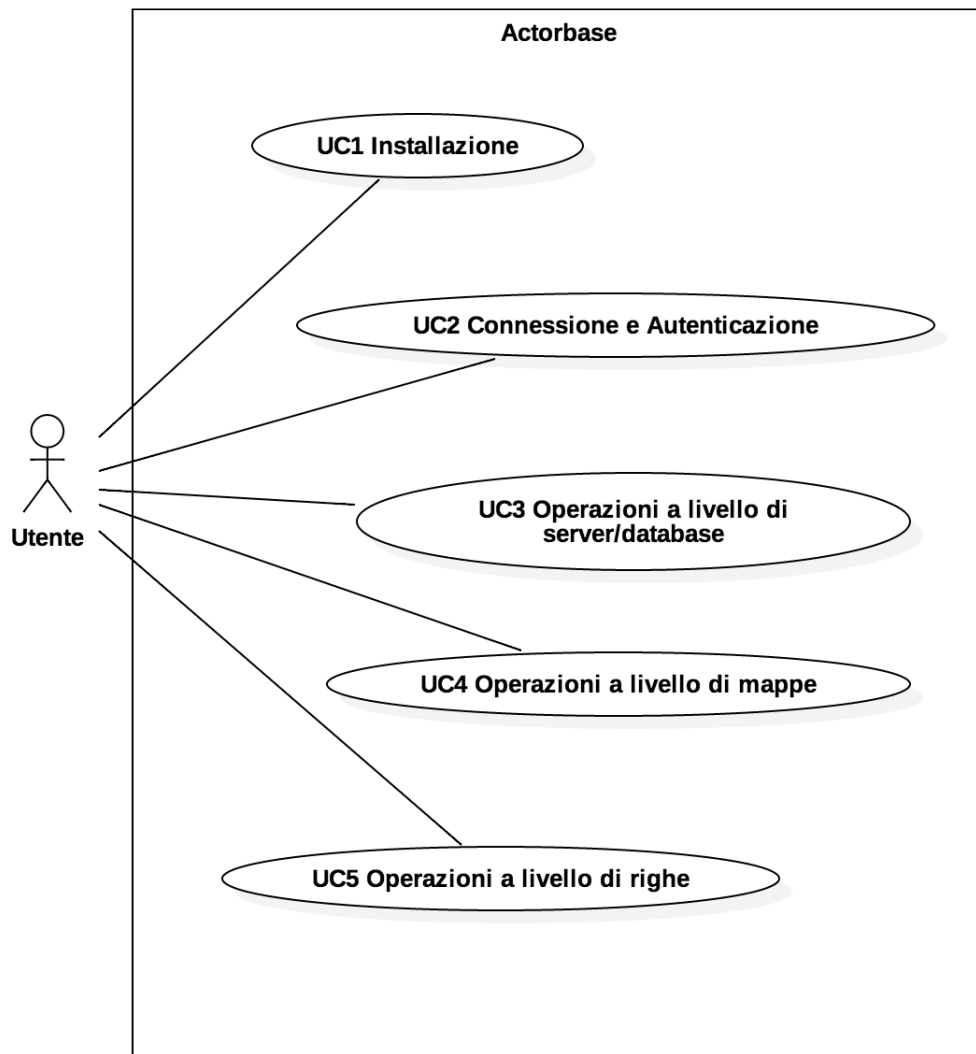 Actorbase
UC1 Installazione
UC2 Connessione e Autenticazione
UC3 Operazioni a livello di
server/database
Utente
UC4 Operazioni a livello di mappe
UC5 Operazioni a livello di righe